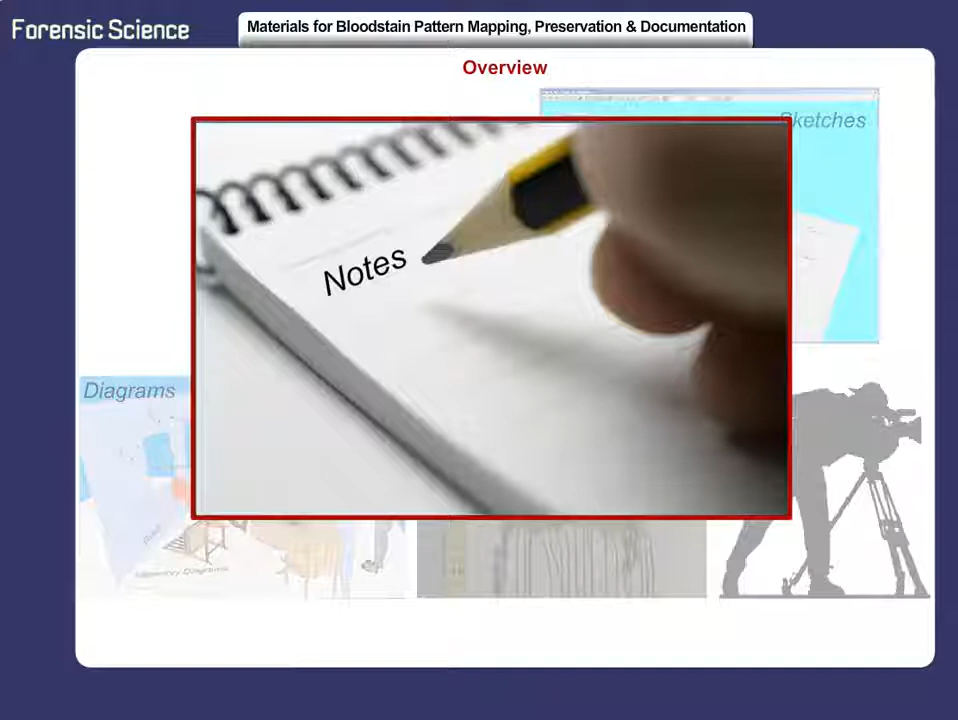 Forensic Science
Materials for Bloodstain Pattern Mapping, Preservation & Documentation
Overview
Sketches
Notes
Diagrams